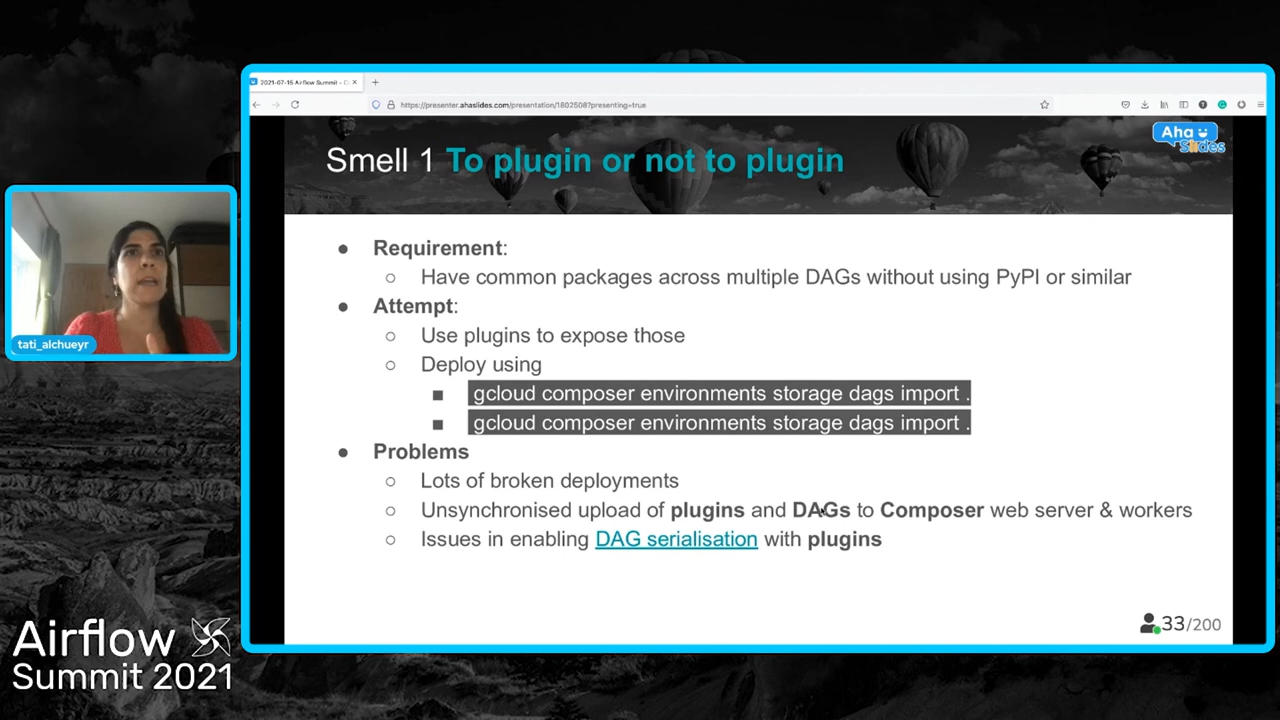 2021-07-15 Airflow Summit - C
https://presenter.ahaslides.com/presentation/1802508?presenting=true
Aha
Slides
Smell 1 To plugin or not to plugin
● Requirement:
○ Have common packages across multiple DAGs without using PyPI or similar
● Attempt:
○ Use plugins to expose those
○ Deploy using
■ gcloud composer environments storage dags import .
■ gcloud composer environments storage dags import .
● Problems
○ Lots of broken deployments
○ Unsynchronised upload of plugins and DAGs to Composer web server & workers
○ Issues in enabling DAG serialisation with plugins
33/200
tati_alchueyr
Airflow
Summit 2021